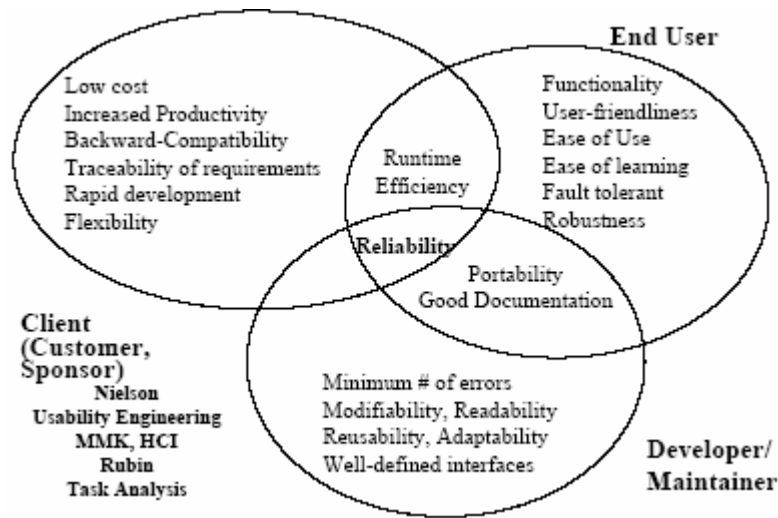 End User
Low cost
Increased Productivity
Backward-Compatibility
Traceability of requirements
Rapid development
Flexibility
Runtime
Efficiency
Functionality
User-friendliness
Ease of Use
Ease of learning
Fault tolerant
Robustness
Reliability
Portability
Good Documentation
Client
(Customer,
Sponsor)
Nielson
Usability Engineering
MMK, HCI
Rubin
Task Analysis
Minimum # of errors
Modifiability, Readability
Reusability, Adaptability
Well-defined interfaces
Developer/
Maintainer